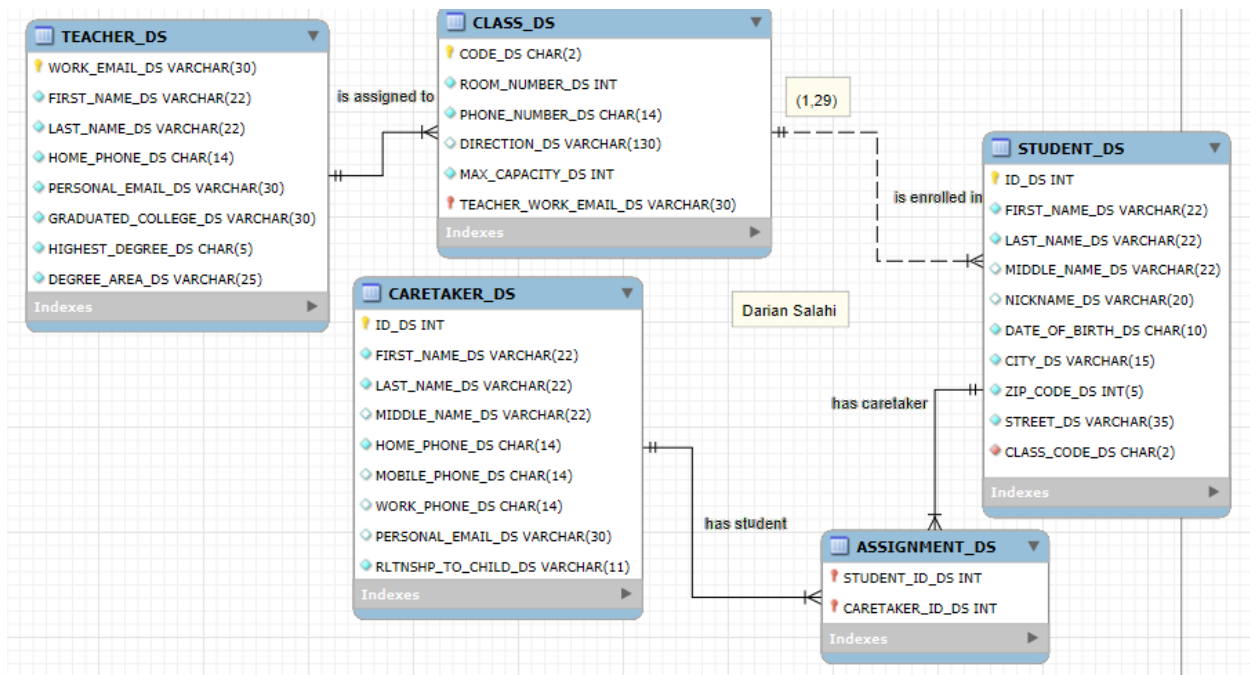 TEACHER_DS
WORK_EMAIL_DS VARCHAR(30)
FIRST_NAME_DS VARCHAR(22)
LAST_NAME_DS VARCHAR(22)
HOME_PHONE_DS CHAR(14)
PERSONAL_EMAIL_DS VARCHAR(30)
GRADUATED_COLLEGE_DS VARCHAR(30)
HIGHEST_DEGREE_DS CHAR(5)
DEGREE_AREA_DS VARCHAR(25)
Indexes
is assigned to
CLASS_DS
CODE_DS CHAR(2)
ROOM_NUMBER_DS INT
PHONE_NUMBER_DS CHAR(14)
DIRECTION_DS VARCHAR(130)
MAX_CAPACITY_DS INT
TEACHER_WORK_EMAIL_DS VARCHAR(30)
Indexes
(1,29)
is enrolled in
STUDENT_DS
ID_DS INT
FIRST_NAME_DS VARCHAR(22)
LAST_NAME_DS VARCHAR(22)
MIDDLE_NAME_DS VARCHAR(22)
NICKNAME_DS VARCHAR(20)
DATE_OF_BIRTH_DS CHAR(10)
CITY_DS VARCHAR(15)
ZIP_CODE_DS INT(5)
STREET_DS VARCHAR(35)
CLASS_CODE_DS CHAR(2)
Indexes
CARETAKER_DS
ID_DS INT
FIRST_NAME_DS VARCHAR(22)
LAST_NAME_DS VARCHAR(22)
MIDDLE_NAME_DS VARCHAR(22)
HOME_PHONE_DS CHAR(14)
MOBILE_PHONE_DS CHAR(14)
WORK_PHONE_DS CHAR(14)
PERSONAL_EMAIL_DS VARCHAR(30)
RLTNSHP_TO_CHILD_DS VARCHAR(11)
Indexes
Darian Salahi
has caretaker
has student
ASSIGNMENT_DS
STUDENT_ID_DS INT
CARETAKER_ID_DS INT
Indexes